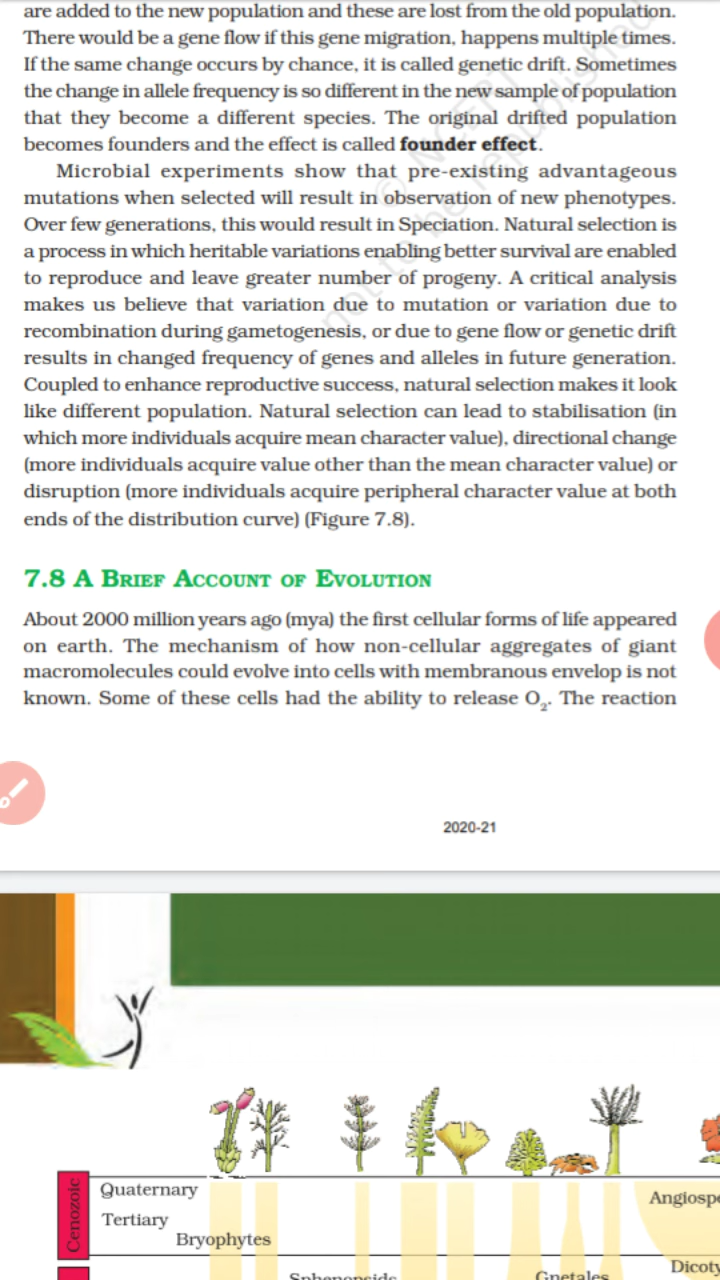 are added to the new population and these are lost from the old population.
There would be a gene flow if this gene migration, happens multiple times.
If the same change occurs by chance, it is called genetic drift. Sometimes
the change in allele frequency is so different in the new sample of population
that they become a different species. The original drifted population
becomes founders and the effect is called founder effect.
Microbial experiments show that pre-existing advantageous
mutations when selected will result in observation of new phenotypes.
Over few generations, this would result in Speciation. Natural selection is
a process in which heritable variations enabling better survival are enabled
to reproduce and leave greater number of progeny. A critical analysis
makes us believe that variation due to mutation or variation due to
recombination during gametogenesis, or due to gene flow or genetic drift
results in changed frequency of genes and alleles in future generation.
Coupled to enhance reproductive success, natural selection makes it look
like different population. Natural selection can lead to stabilisation (in
which more individuals acquire mean character value), directional change
(more individuals acquire value other than the mean character value) or
disruption (more individuals acquire peripheral character value at both
ends of the distribution curve) (Figure 7.8).
7.8 A BRIEF ACCOUNT OF EVOLUTION
About 2000 million years ago (mya) the first cellular forms of life appeared
on earth. The mechanism of how non-cellular aggregates of giant
macromolecules could evolve into cells with membranous envelop is not
known. Some of these cells had the ability to release O₂. The reaction
© NCERT
not to be republished
2020-21
Cenozoic
Quaternary
Tertiary
Bryophytes
Angiospe
Sphenopsids
Gnetales
Dicoty